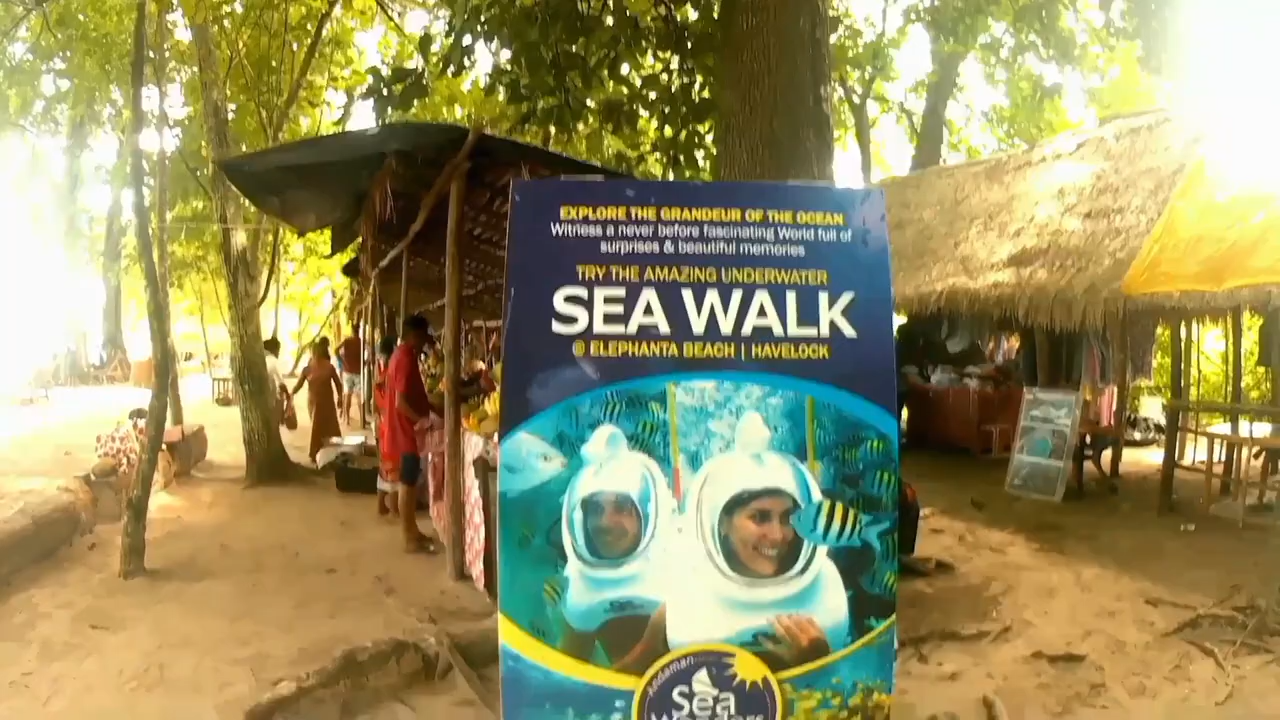 EXPLORE THE GRANDEUR OF THE OCEAN
Witness a never before fascinating World full of
surprises & beautiful memories
TRY THE AMAZING UNDERWATER
SEA WALK
@ ELEPHANTA BEACH | HAVELOCK
Andaman
Sea
Wonders